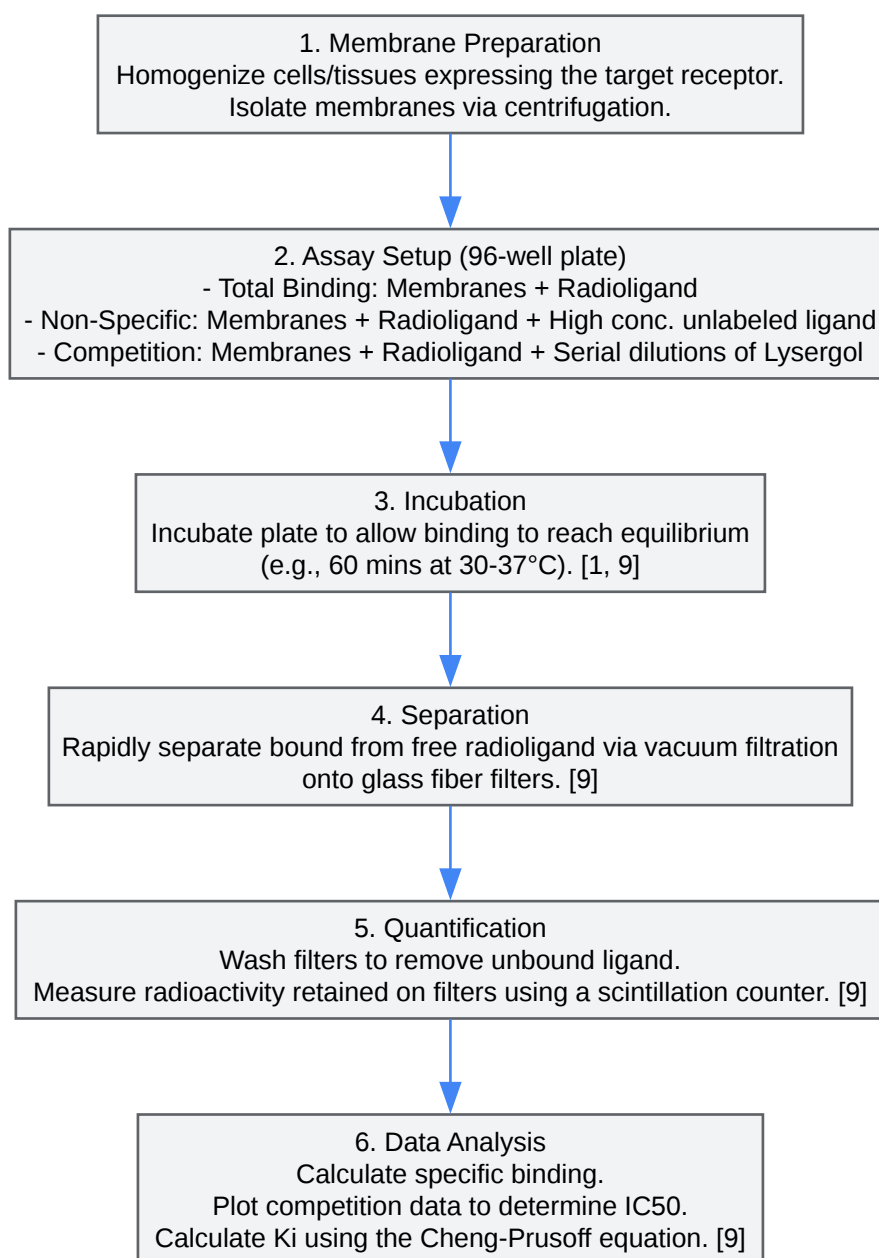 1. Membrane Preparation
Homogenize cells/tissues expressing the target receptor.
Isolate membranes via centrifugation.
2. Assay Setup (96-well plate)
- Total Binding: Membranes + Radioligand
- Non-Specific: Membranes + Radioligand + High conc. unlabeled ligand
- Competition: Membranes + Radioligand + Serial dilutions of Lysergol
3. Incubation
Incubate plate to allow binding to reach equilibrium
(e.g., 60 mins at 30-37°C). [1, 9]
4. Separation
Rapidly separate bound from free radioligand via vacuum filtration
onto glass fiber filters. [9]
5. Quantification
Wash filters to remove unbound ligand.
Measure radioactivity retained on filters using a scintillation counter. [9]
6. Data Analysis
Calculate specific binding.
Plot competition data to determine IC50.
Calculate Ki using the Cheng-Prusoff equation. [9]